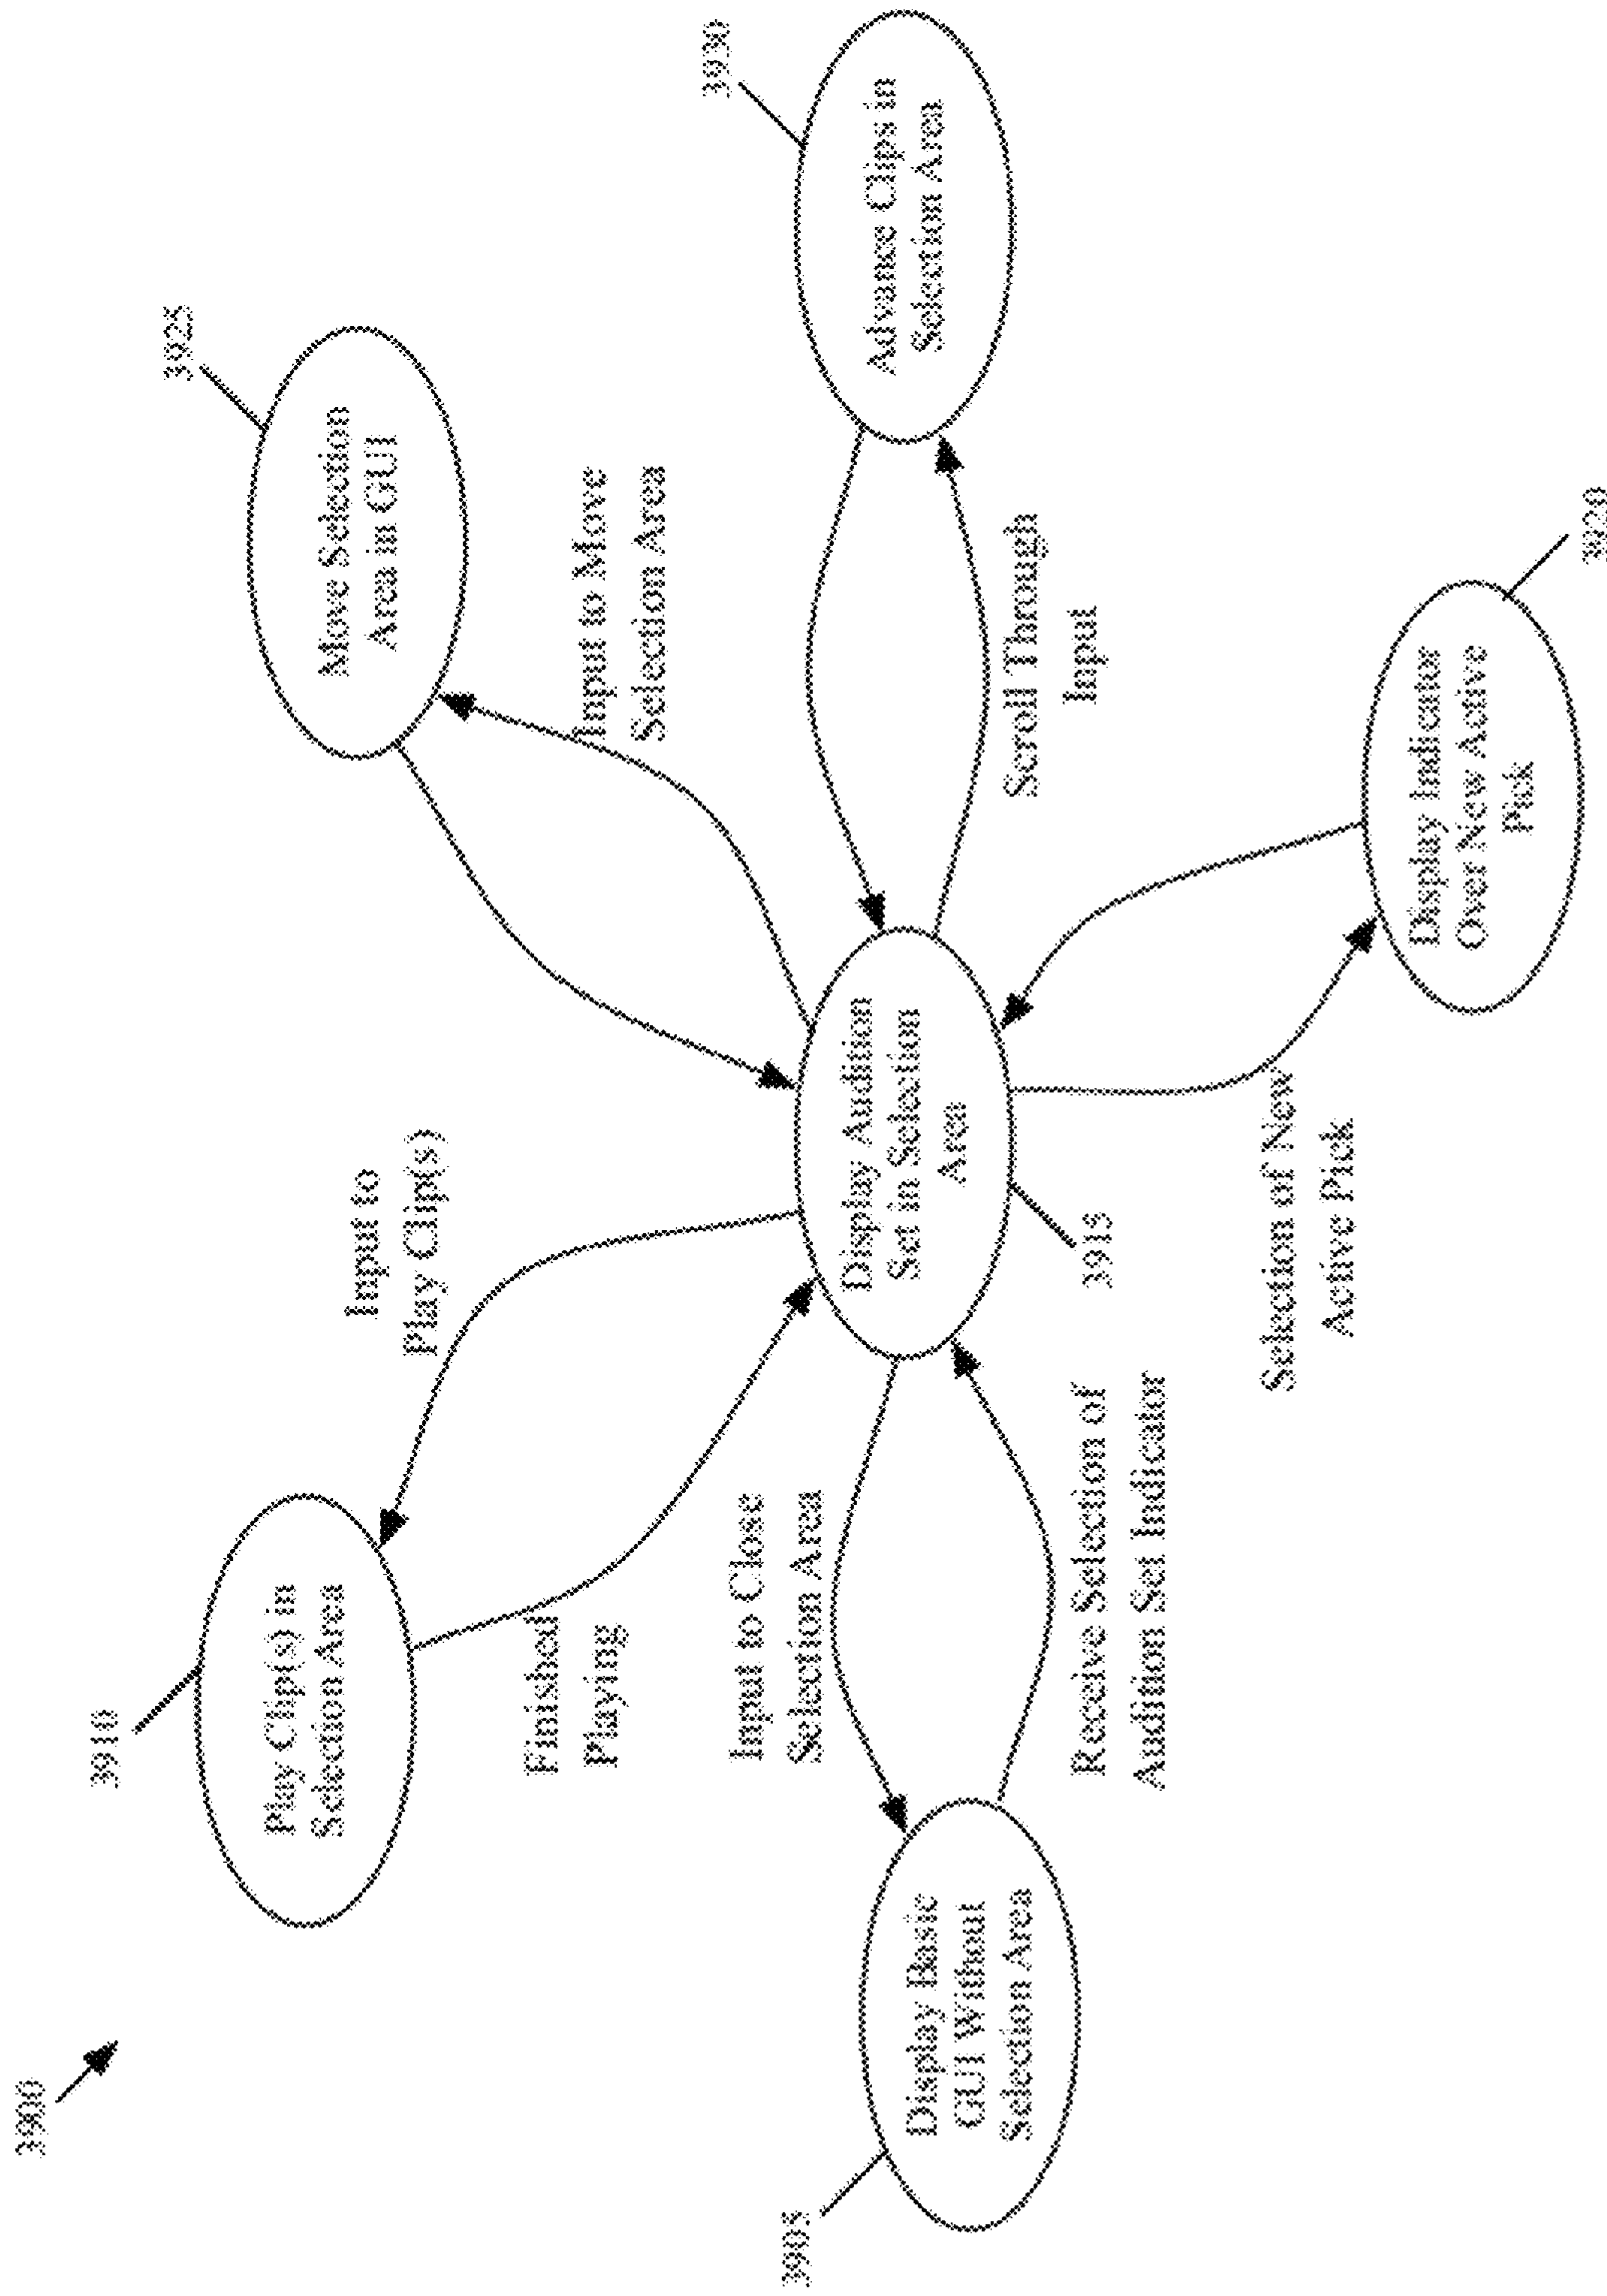 3900
3910
Play Clip(s) in
Selection Area
Input to
Play Clip(s)
Finished
Playing
3925
Move Selection
Area in GUI
Input to Move
Selection Area
3905
Display Basic
GUI Without
Selection Area
Input to Close
Selection Area
Receive Selection of
Audition Set Indicator
Display Audition
Set in Selection
Area
3915
3930
Advance Clips in
Selection Area
Scroll Through
Input
Selection of New
Active Pick
Display Indicator
Over New Active
Pick
3920